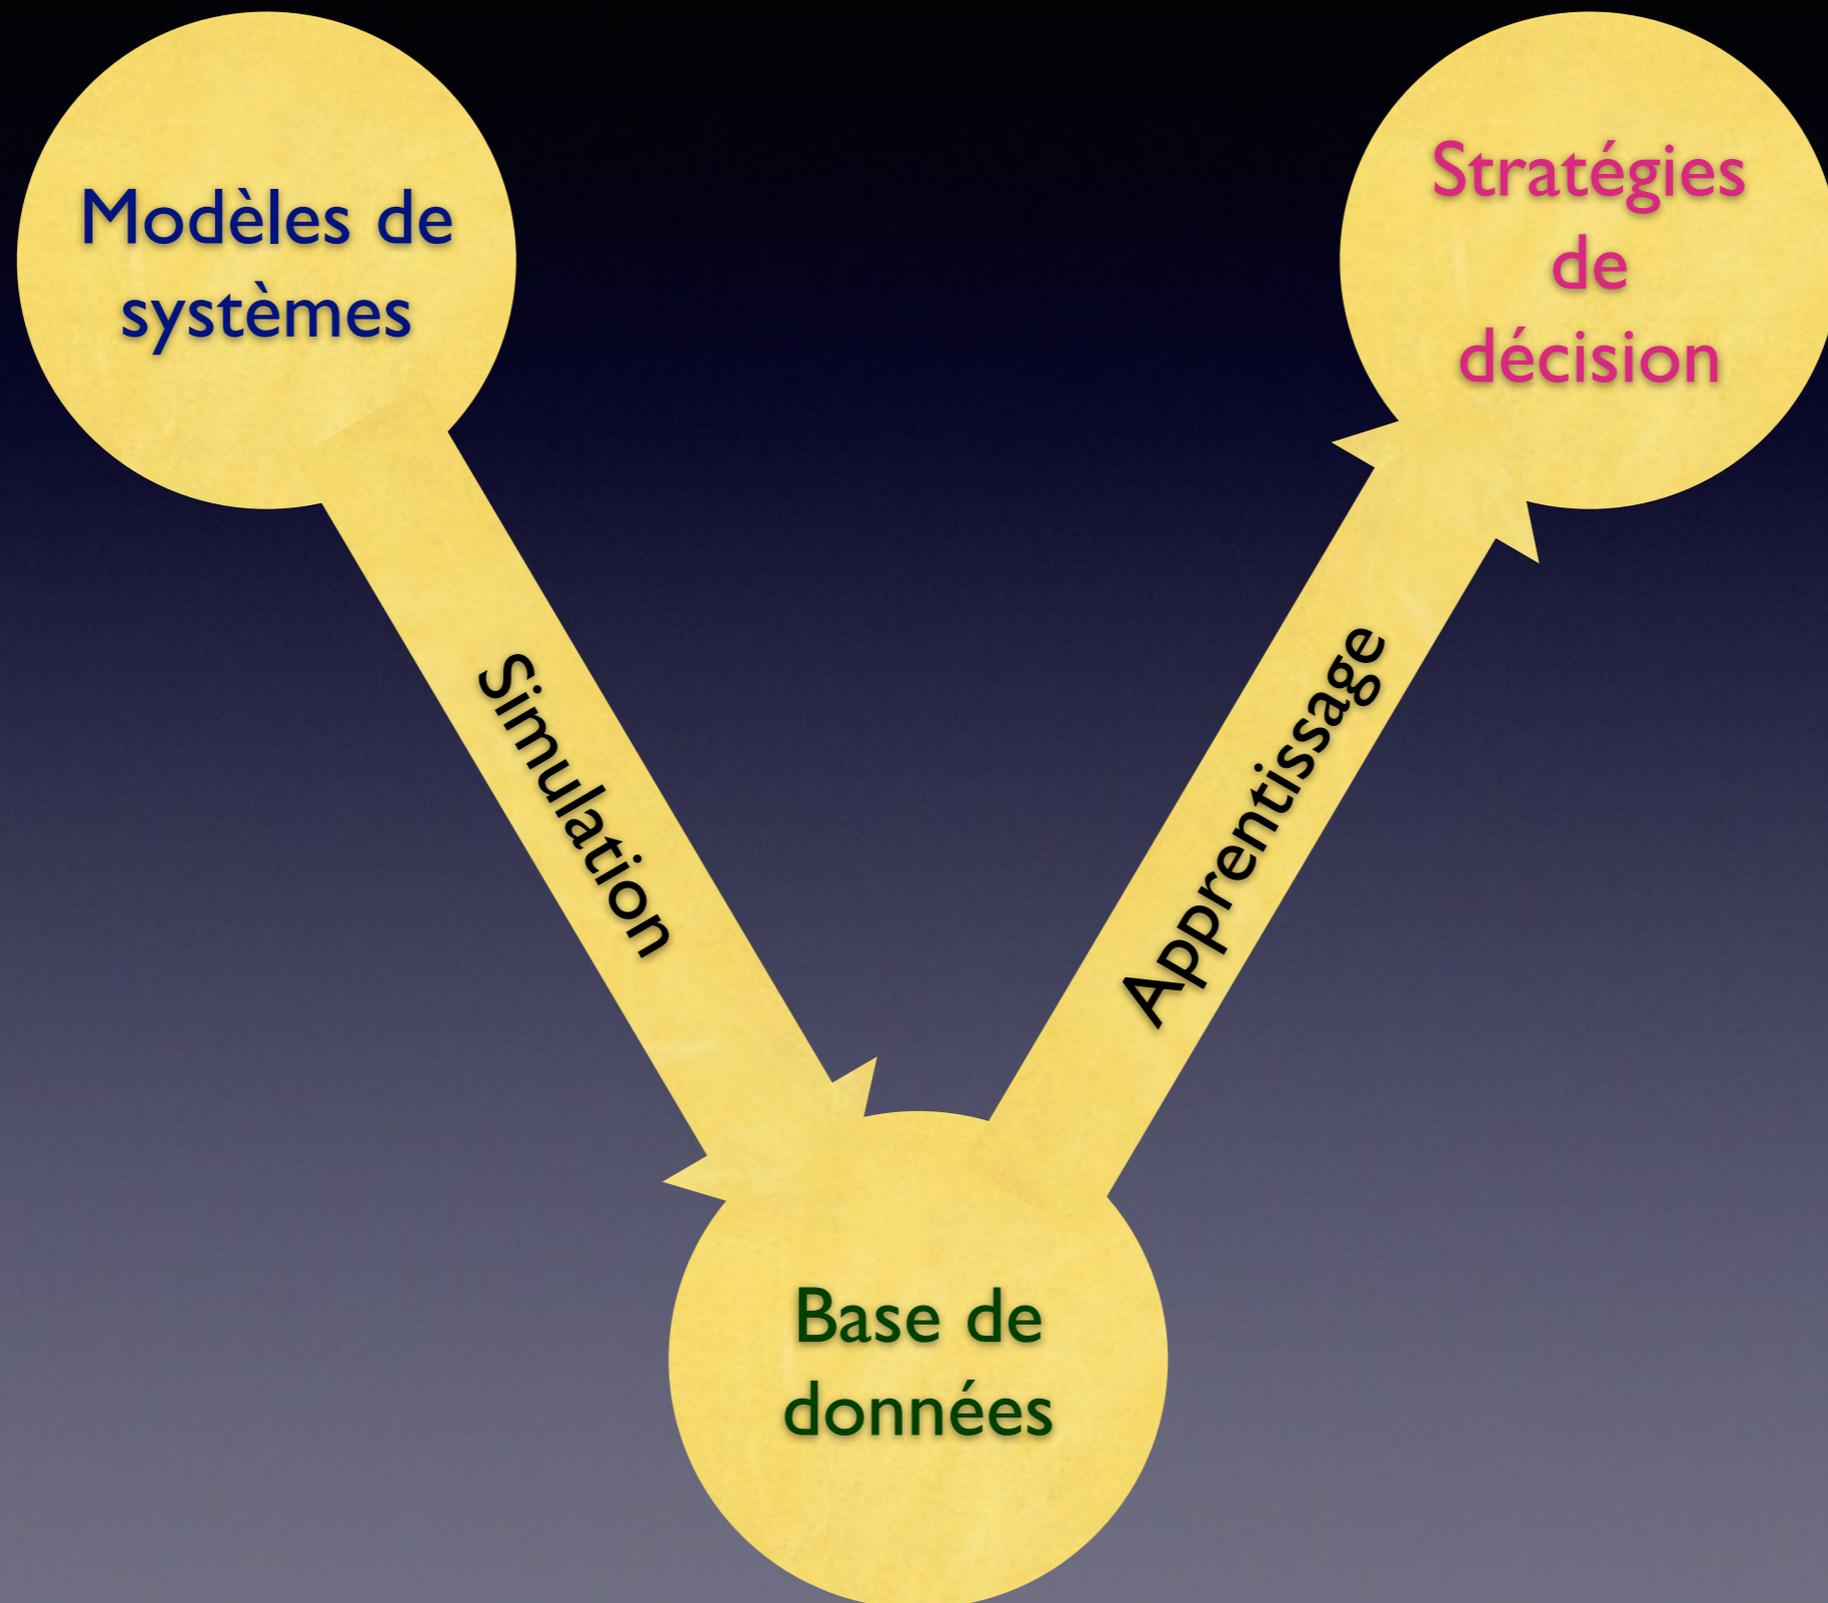 Modèles de
systèmes
Stratégies
de
décision
Simulation
Apprentissage
Base de
données